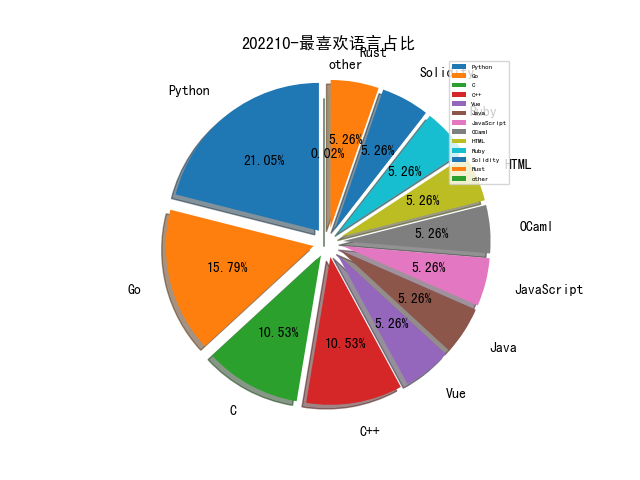 202210-最喜欢语言占比
Rust
other
Solidity
Ruby
Python
HTML
OCaml
JavaScript
Java
Vue
C++
C
Go
21.05%
15.79%
10.53%
10.53%
5.26%
5.26%
5.26%
5.26%
5.26%
5.26%
5.26%
5.26%
0.02%
Python
Go
C
C++
Vue
Java
JavaScript
OCaml
HTML
Ruby
Solidity
Rust
other